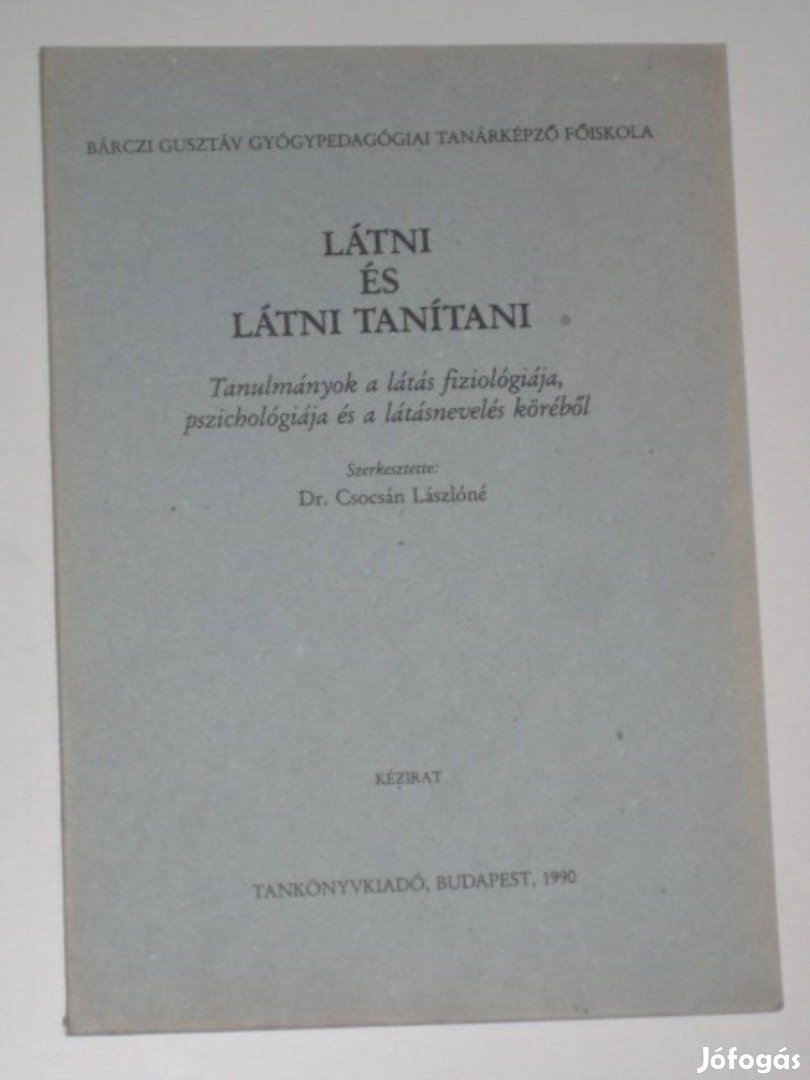 BÁRCZI GUSZTÁV GYÓGYPEDAGÓGIAI TANÁRKÉPZŐ FŐISKOLA
LÁTNI
ÉS
LÁTNI TANÍTANI
Tanulmányok a látás fiziológiája,
pszichológiája és a látásnevelés köréből
Szerkesztette:
Dr. Csocsán Lászlóné
KÉZIRAT
TANKÖNYVKIADÓ, BUDAPEST, 1990
Jófogás